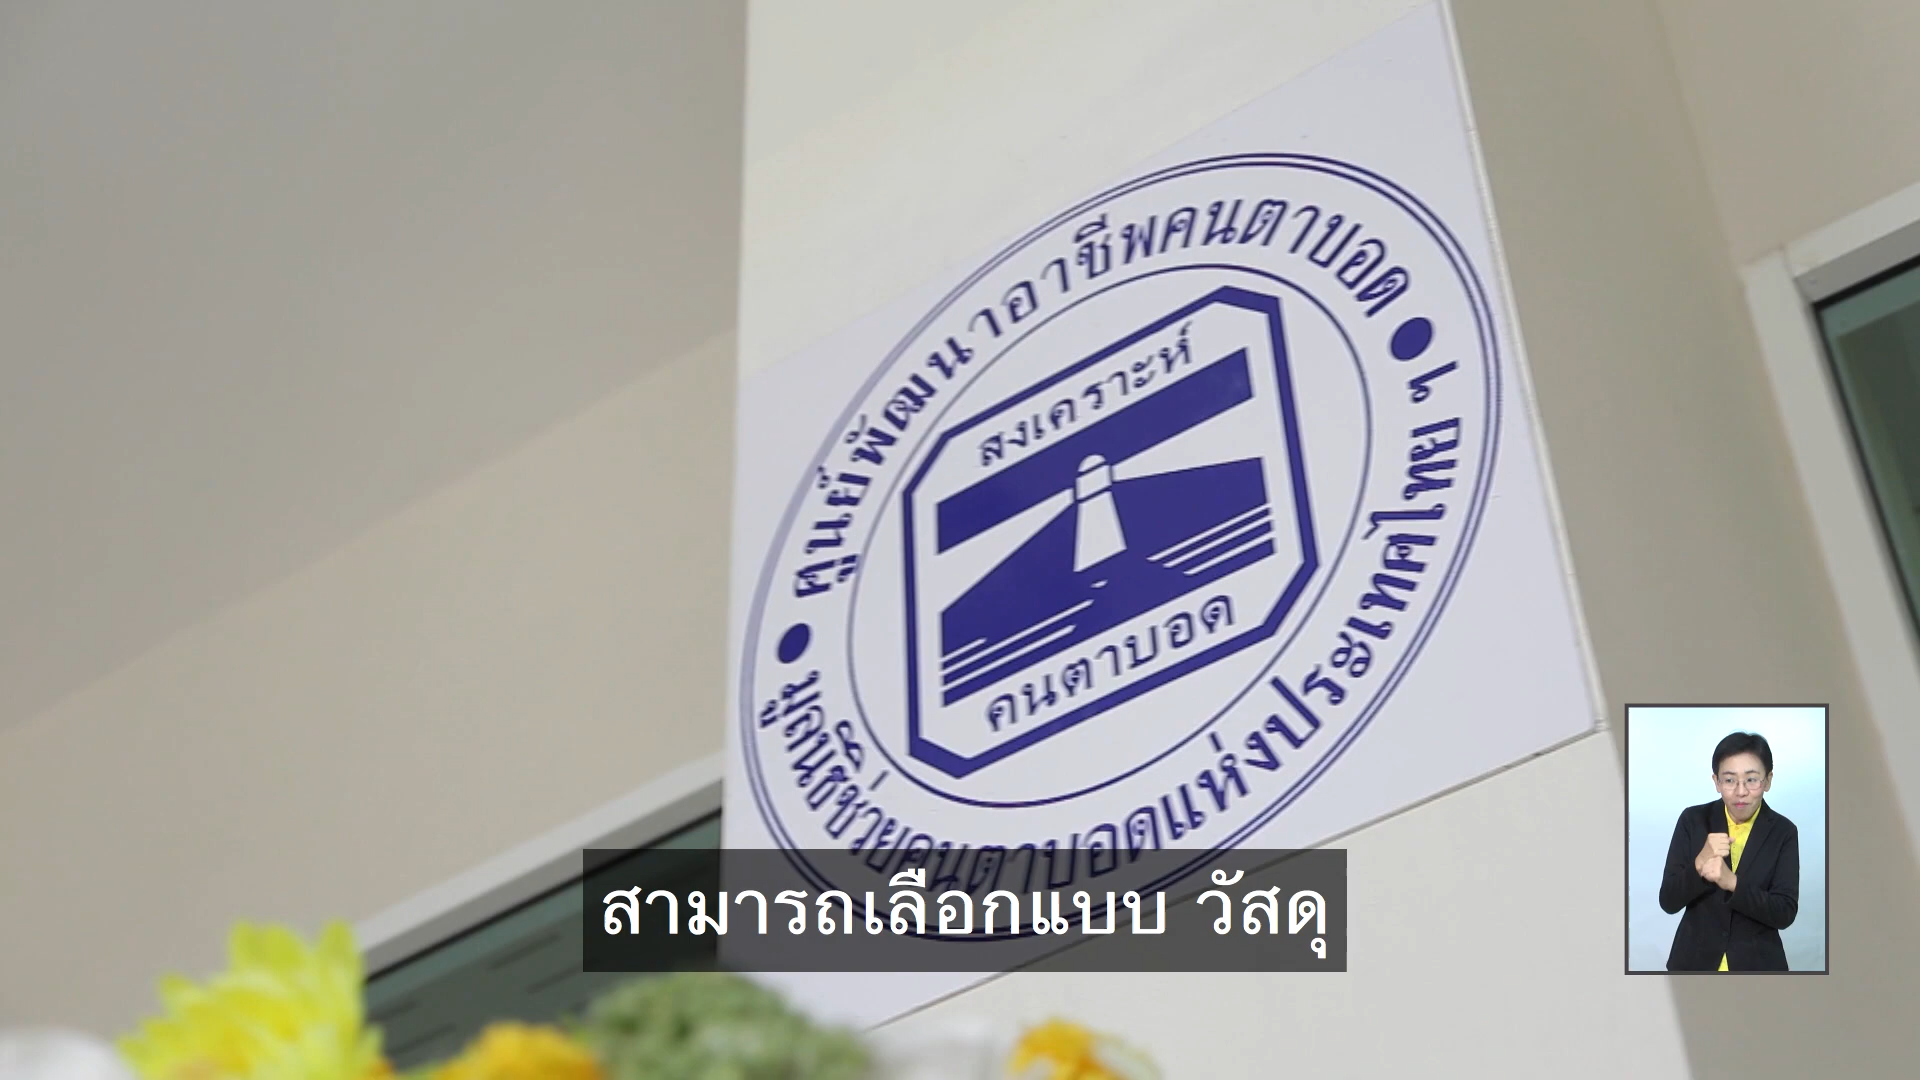 ศูนย์พัฒนาอาชีพคนตาบอด
สงเคราะห์
คนตาบอด
มูลนิธิช่วยคนตาบอดแห่งประเทศไทย ฯ
สามารถเลือกแบบ วัสดุ